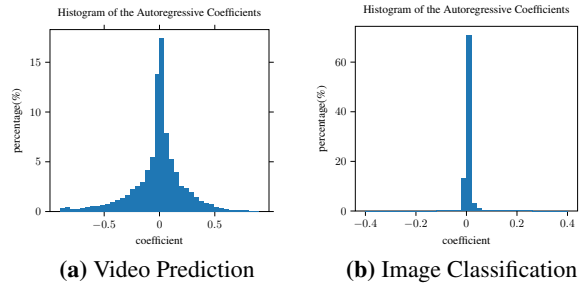 Histogram of the Autoregressive Coefficients
percentage(%)
15
10
5
0
−0.5
0
0.5
coefficient
(a) Video Prediction
Histogram of the Autoregressive Coefficients
percentage(%)
60
40
20
0
−0.4
−0.2
0
0.2
0.4
coefficient
(b) Image Classification